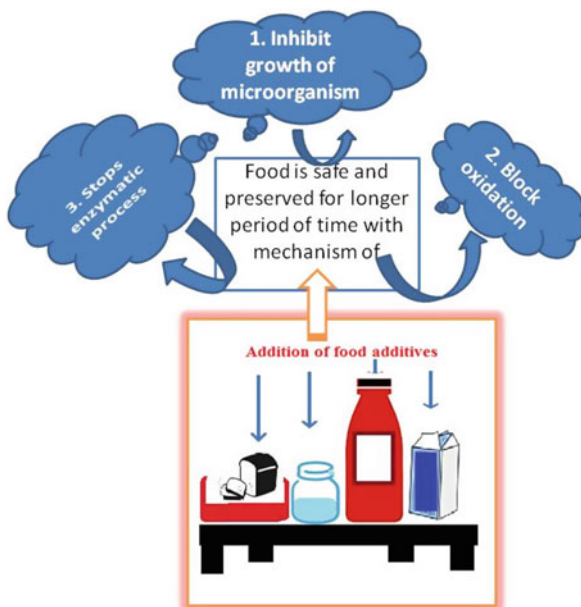 1. Inhibit
growth of
microorganism
2. Block
oxidation
3. Stops
enzymatic
process
Food is safe and
preserved for longer
period of time with
mechanism of
Addition of food additives